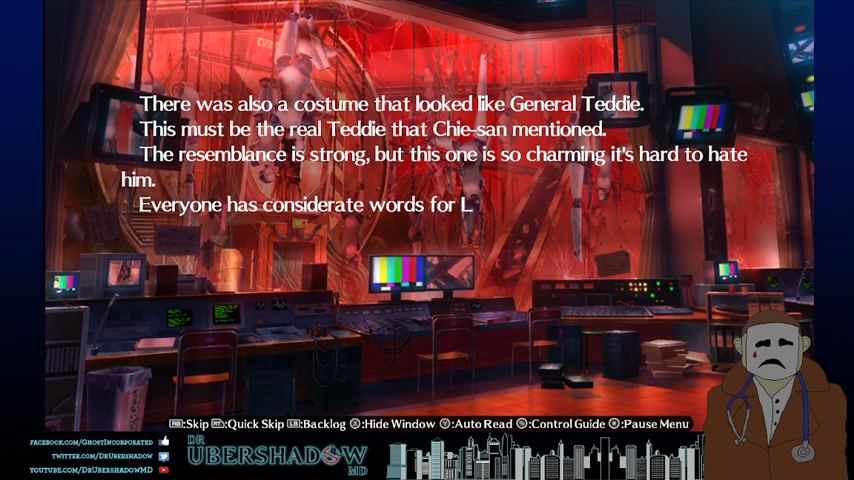 There was also a costume that looked like General Teddie.
This must be the real Teddie that Chie-san mentioned.
The resemblance is strong, but this one is so charming it's hard to hate
him.
Everyone has considerate words for L
RB:Skip RT:Quick Skip LB:Backlog X:Hide Window Y:Auto Read :Control Guide :Pause Menu
FACEBOOK.COM/GHOSTINCORPORATED
TWITTER.COM/DRUBERSHADOW
YOUTUBE.COM/DRUBERSHADOWMD
DR
UBERSHADOW
MD